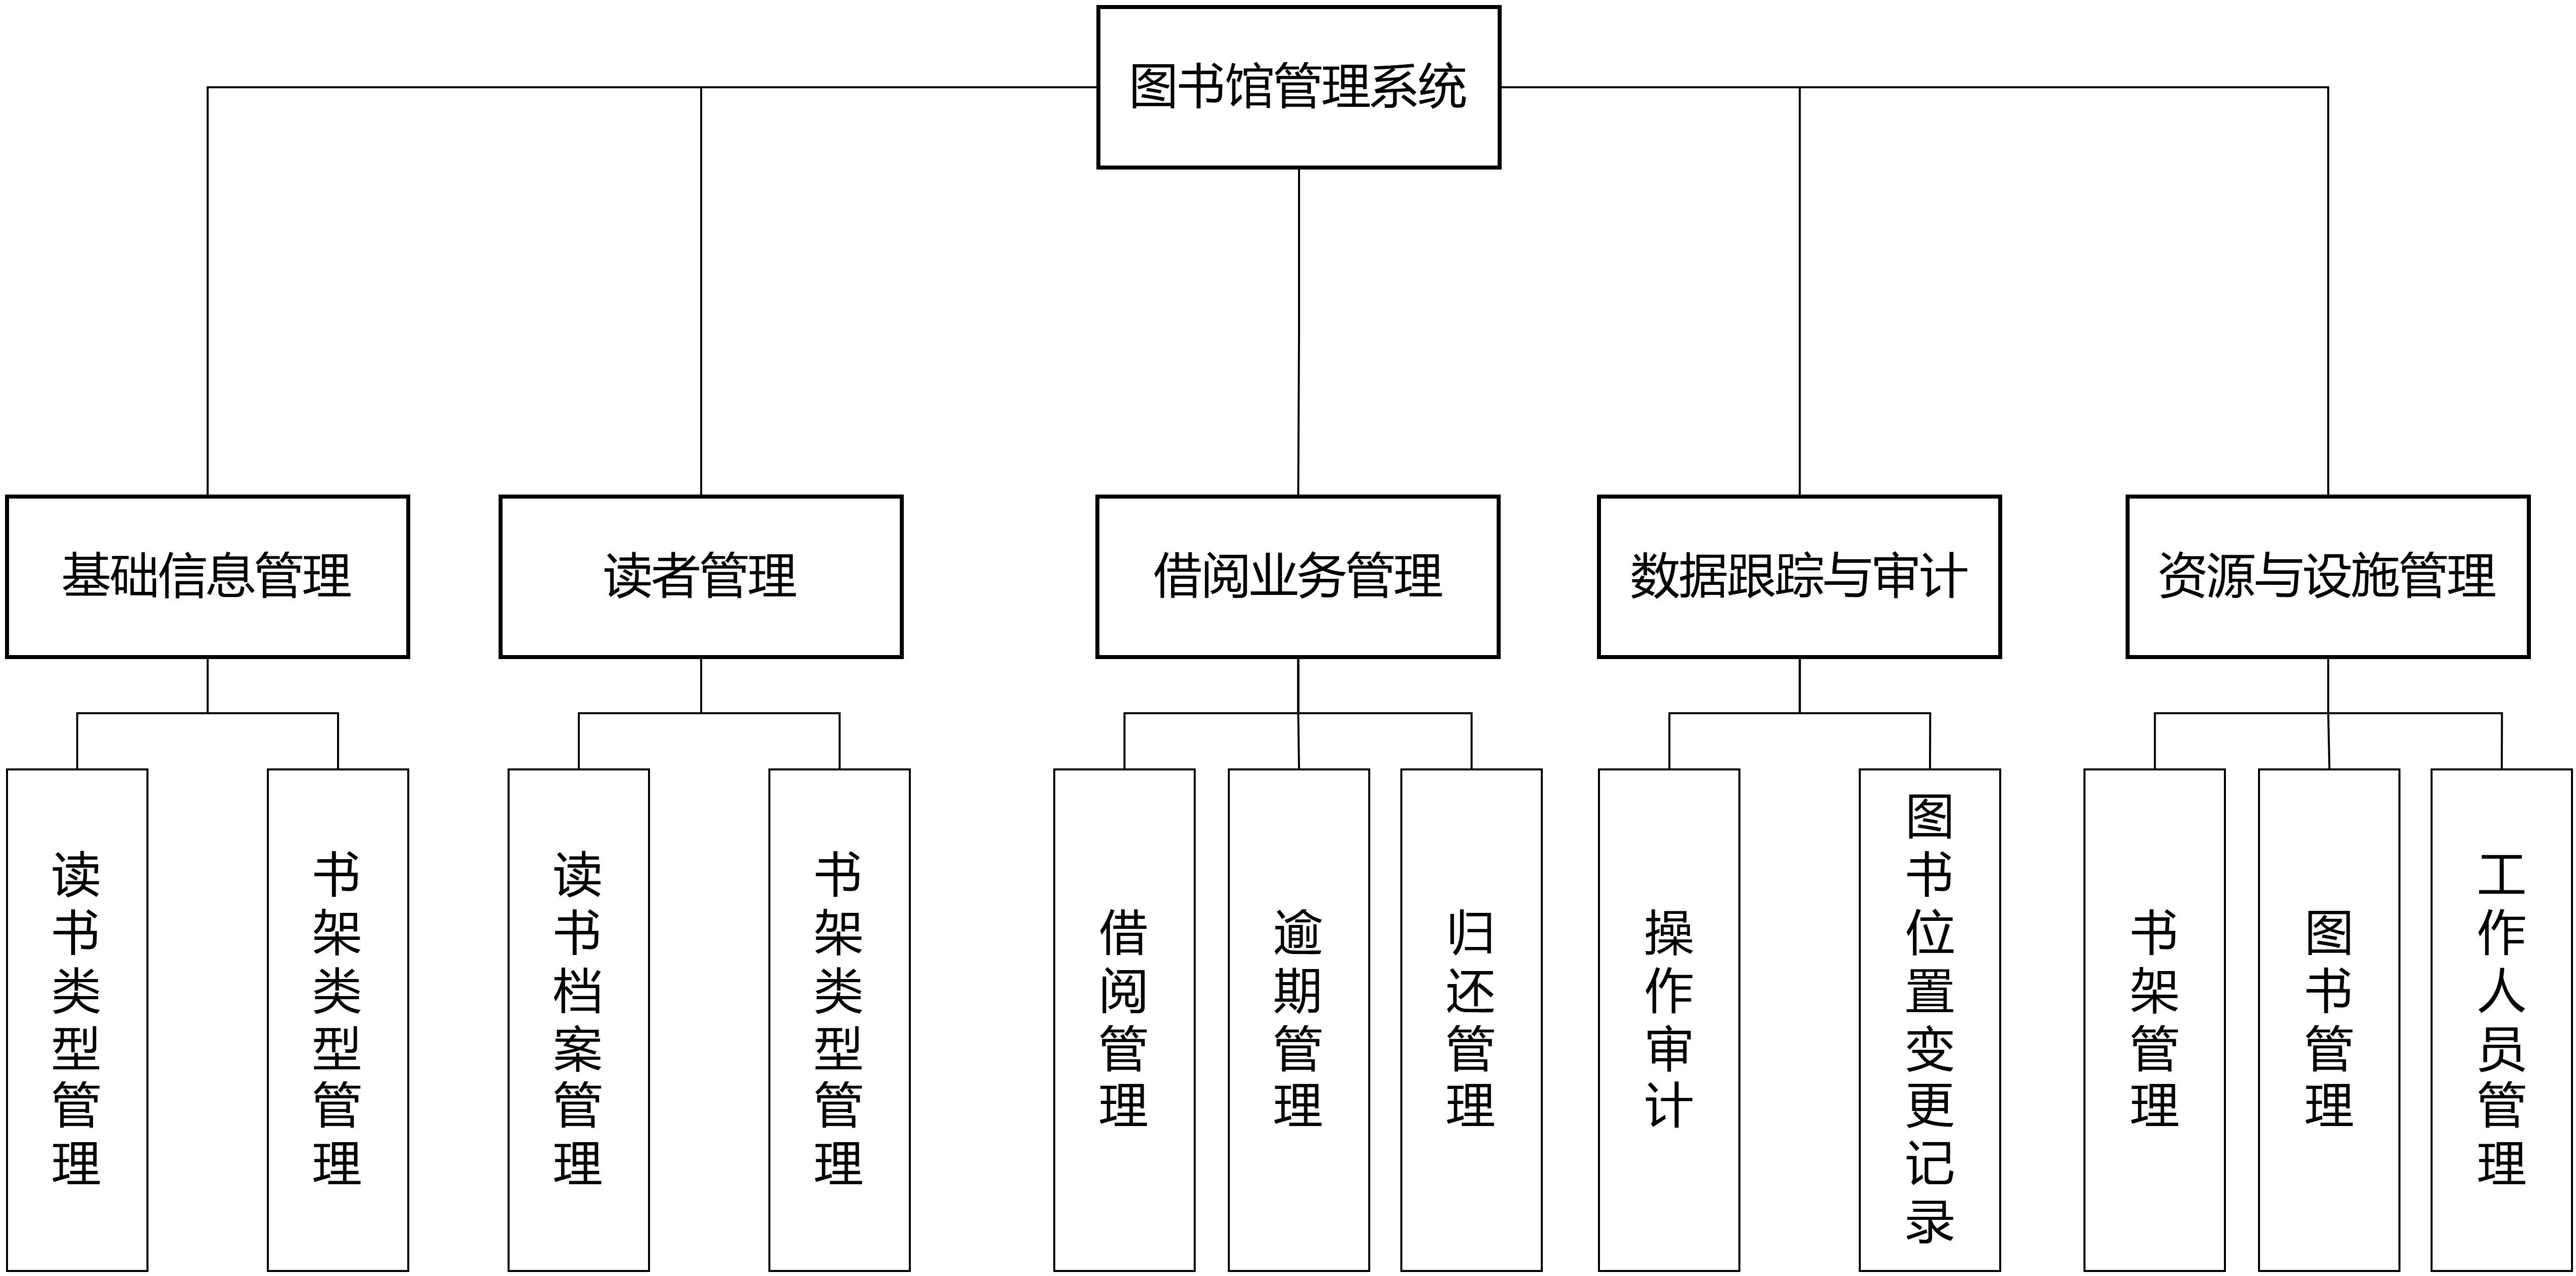 图书馆管理系统
基础信息管理
读者管理
借阅业务管理
数据跟踪与审计
资源与设施管理
读书类型管理
书架类型管理
读书档案管理
书架类型管理
借阅管理
逾期管理
归还管理
操作审计
图书位置变更记录
书架管理
图书管理
工作人员管理